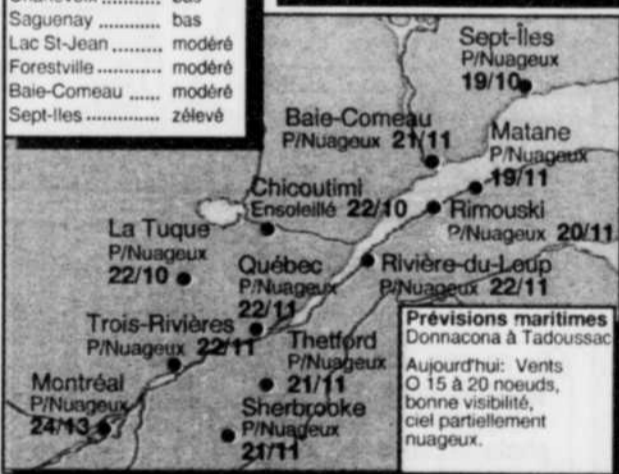 Saguenay ............ bas
Lac St-Jean .......... modéré
Forestville ............. modéré
Baie-Comeau ...... modéré
Sept-Iles ............... zélevé
Sept-Îles
P/Nuageux
19/10
Baie-Comeau
P/Nuageux 21/11
Matane
P/Nuageux
19/11
Chicoutimi
Ensoleillé 22/10
Rimouski
P/Nuageux 20/11
La Tuque
P/Nuageux
22/10
Québec
P/Nuageux
22/11
Rivière-du-Loup
P/Nuageux 22/11
Trois-Rivières
P/Nuageux 22/11
Thetford
P/Nuageux
21/11
Montréal
P/Nuageux
24/13
Sherbrooke
P/Nuageux
21/11
Prévisions maritimes
Donnacona à Tadoussac
Aujourd'hui: Vents
O 15 à 20 noeuds,
bonne visibilité,
ciel partiellement
nuageux.